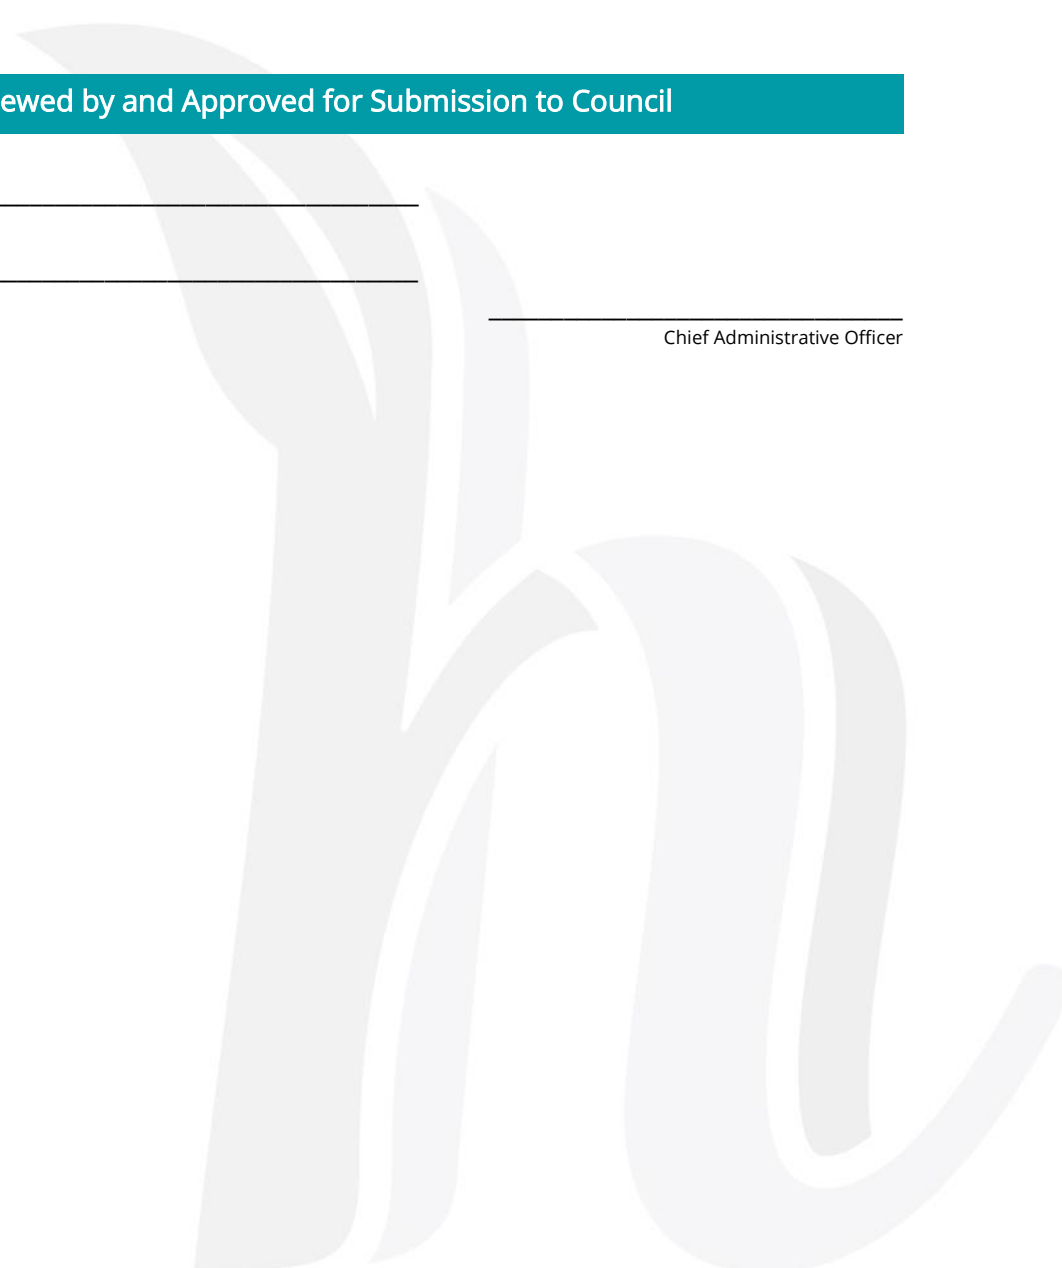 ewed by and Approved for Submission to Council
Chief Administrative Officer